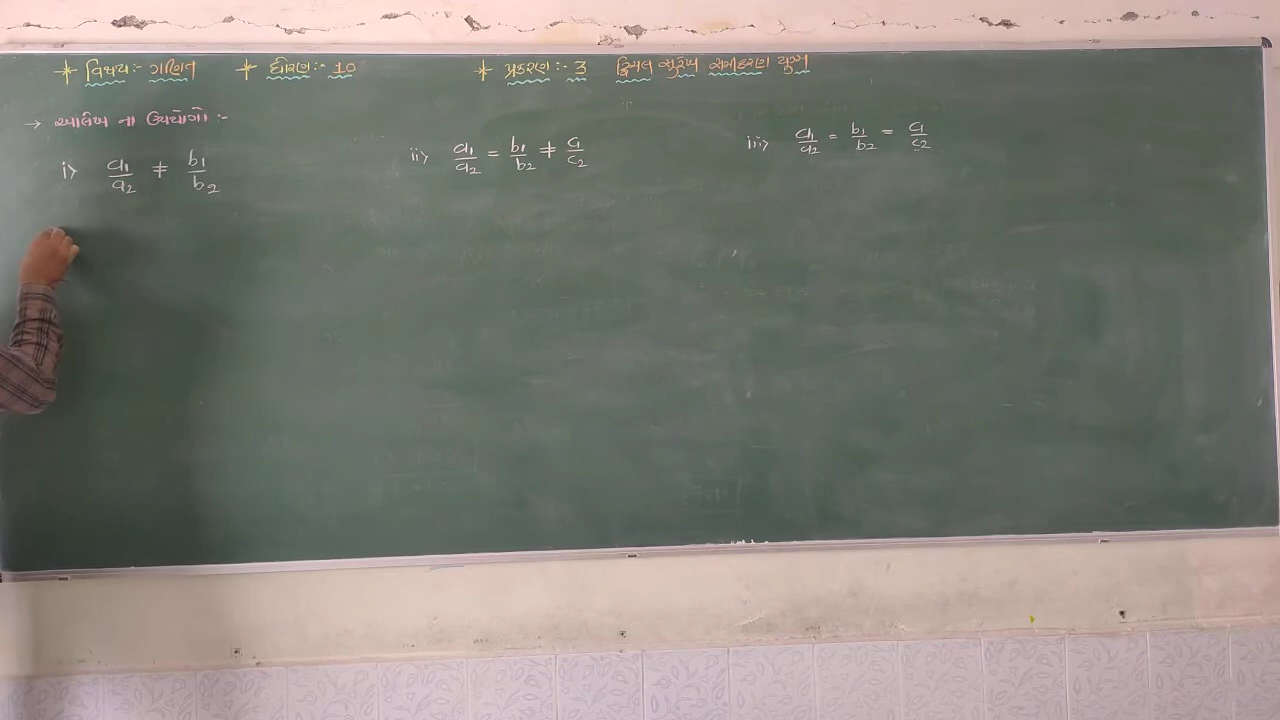 * વિષય:- ગણિત * ધોરણ:- 10 * પ્રકરણ:- 3 દ્વિચલ સુરેખ સમીકરણ યુગ્મ
→ આલેખ ના ઉપયોગો:-
i> a1/a2 ≠ b1/b2 ii> a1/a2 = b1/b2 ≠ c1/c2 iii> a1/a2 = b1/b2 = c1/c2